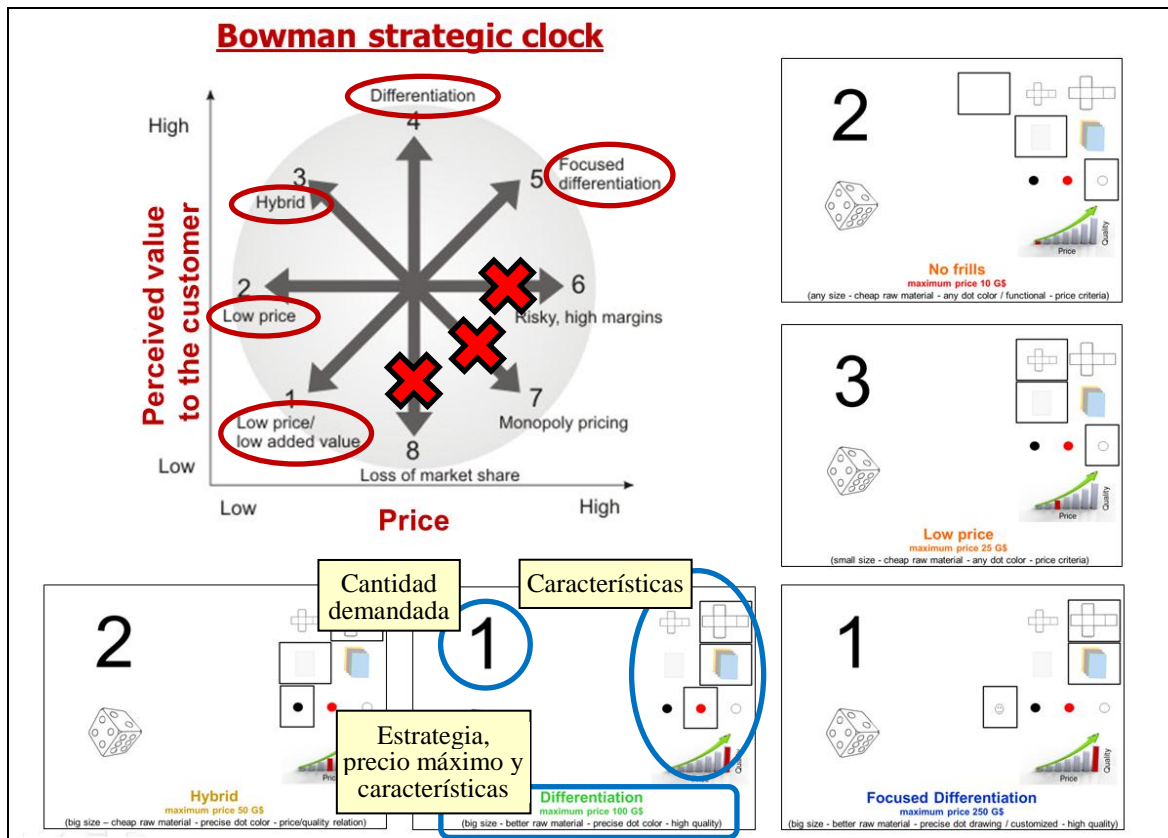 Bowman strategic clock
Differentiation
4
High
3
5
Focused
differentiation
Hybrid
Perceived value
to the customer
2
6
Low price
Risky, high margins
1
7
Low price/
low added value
Monopoly pricing
8
Low
Loss of market share
Low
Price
High
2
Quality
Price
No frills
maximum price 10 G$
(any size - cheap raw material - any dot color / functional - price criteria)
3
Quality
Price
Low price
maximum price 25 G$
(small size - cheap raw material - any dot color - price criteria)
Cantidad
demandada
Características
2
Hybrid
maximum price 50 G$
(big size – cheap raw material - precise dot color - price/quality relation)
1
Estrategia,
precio máximo y
características
Quality
Differentiation
maximum price 100 G$
(big size - better raw material - precise dot color - high quality)
1
Quality
Price
Focused Differentiation
maximum price 250 G$
(big size - better raw material - precise dot drawing / customized - high quality)